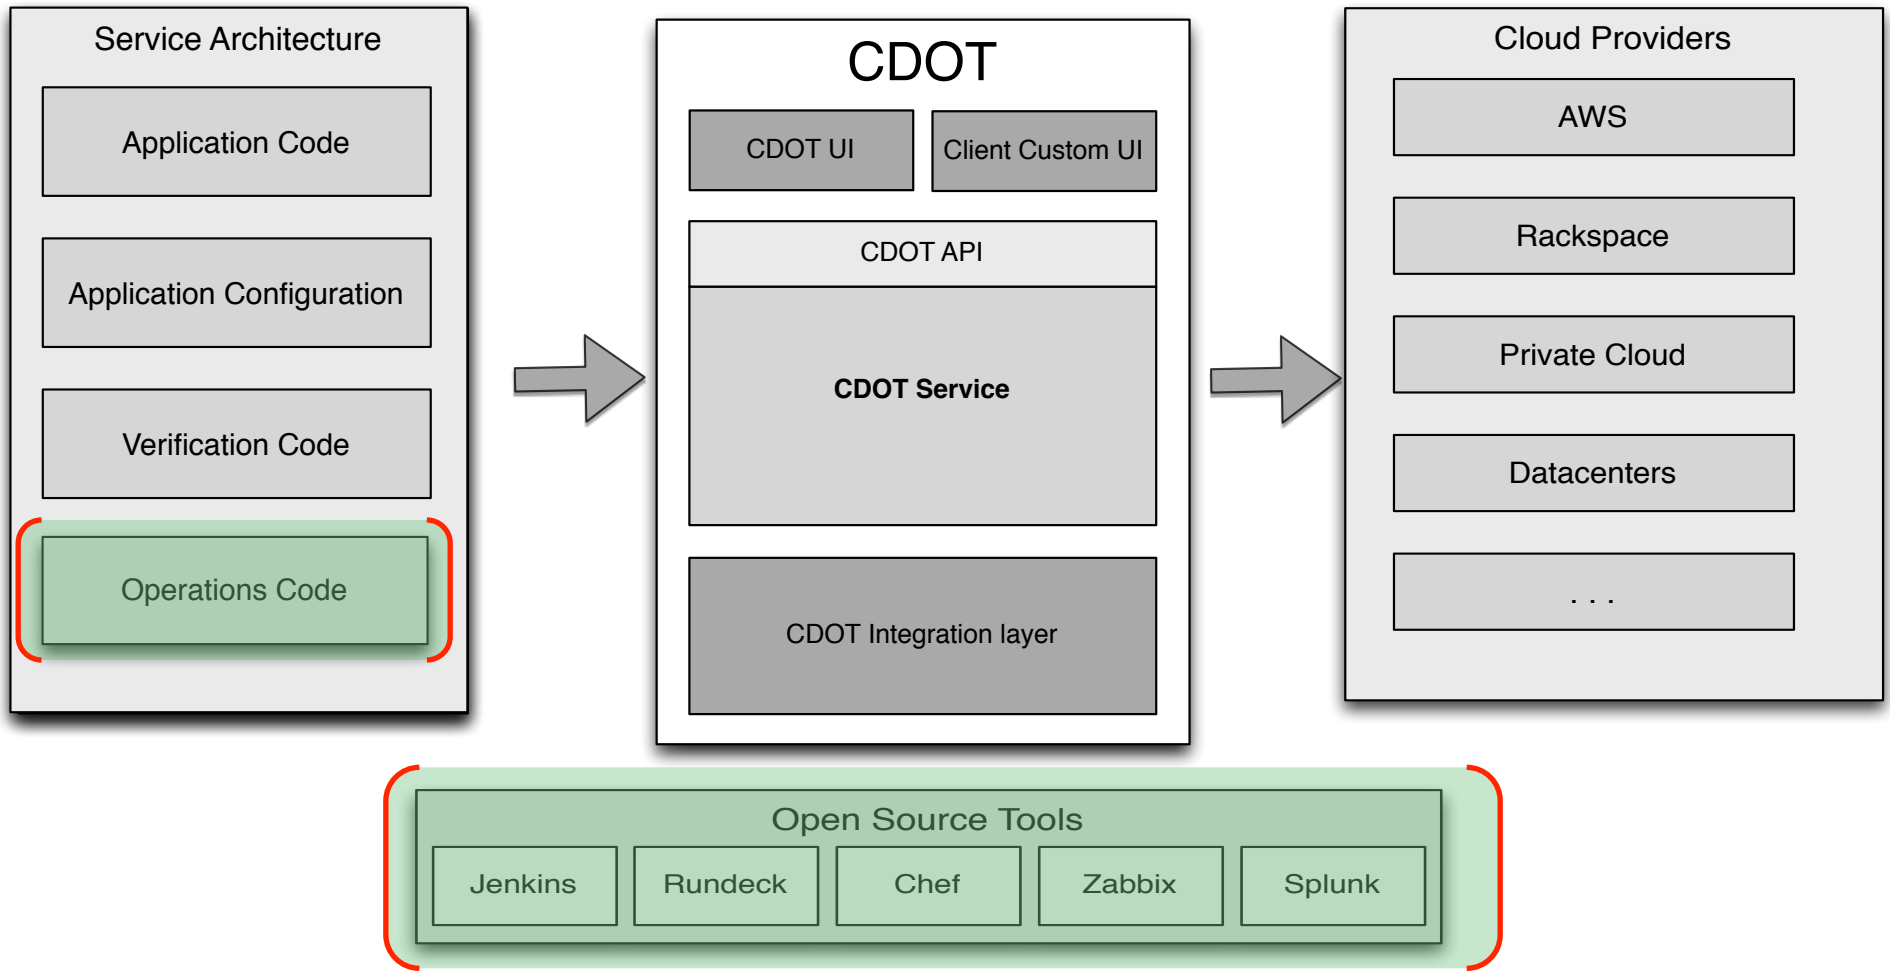 Service Architecture
Application Code
Application Configuration
Verification Code
Operations Code
CDOT
CDOT UI
Client Custom UI
CDOT API
CDOT Service
CDOT Integration layer
Cloud Providers
AWS
Rackspace
Private Cloud
Datacenters
. . .
Open Source Tools
Jenkins
Rundeck
Chef
Zabbix
Splunk